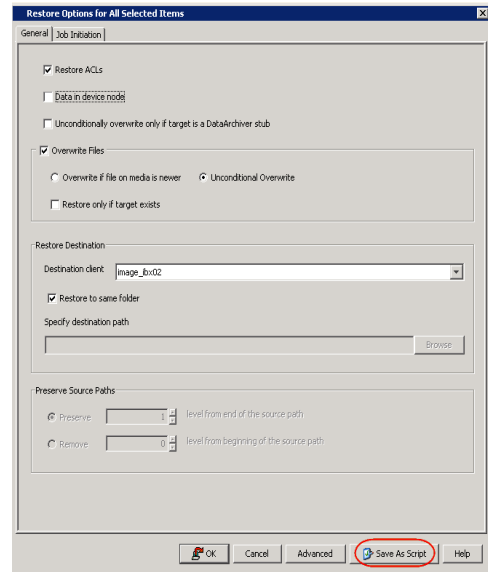 Restore Options for All Selected Items
General Job Initiation
Restore ACLs
Data in device node
Unconditionally overwrite only if target is a DataArchiver stub
Overwrite Files
Overwrite if file on media is newer Unconditional Overwrite
Restore only if target exists
Restore Destination
Destination client image_ibx02
Restore to same folder
Specify destination path
Browse
Preserve Source Paths
Preserve 1 level from end of the source path
Remove 0 level from beginning of the source path
OK Cancel Advanced Save As Script Help